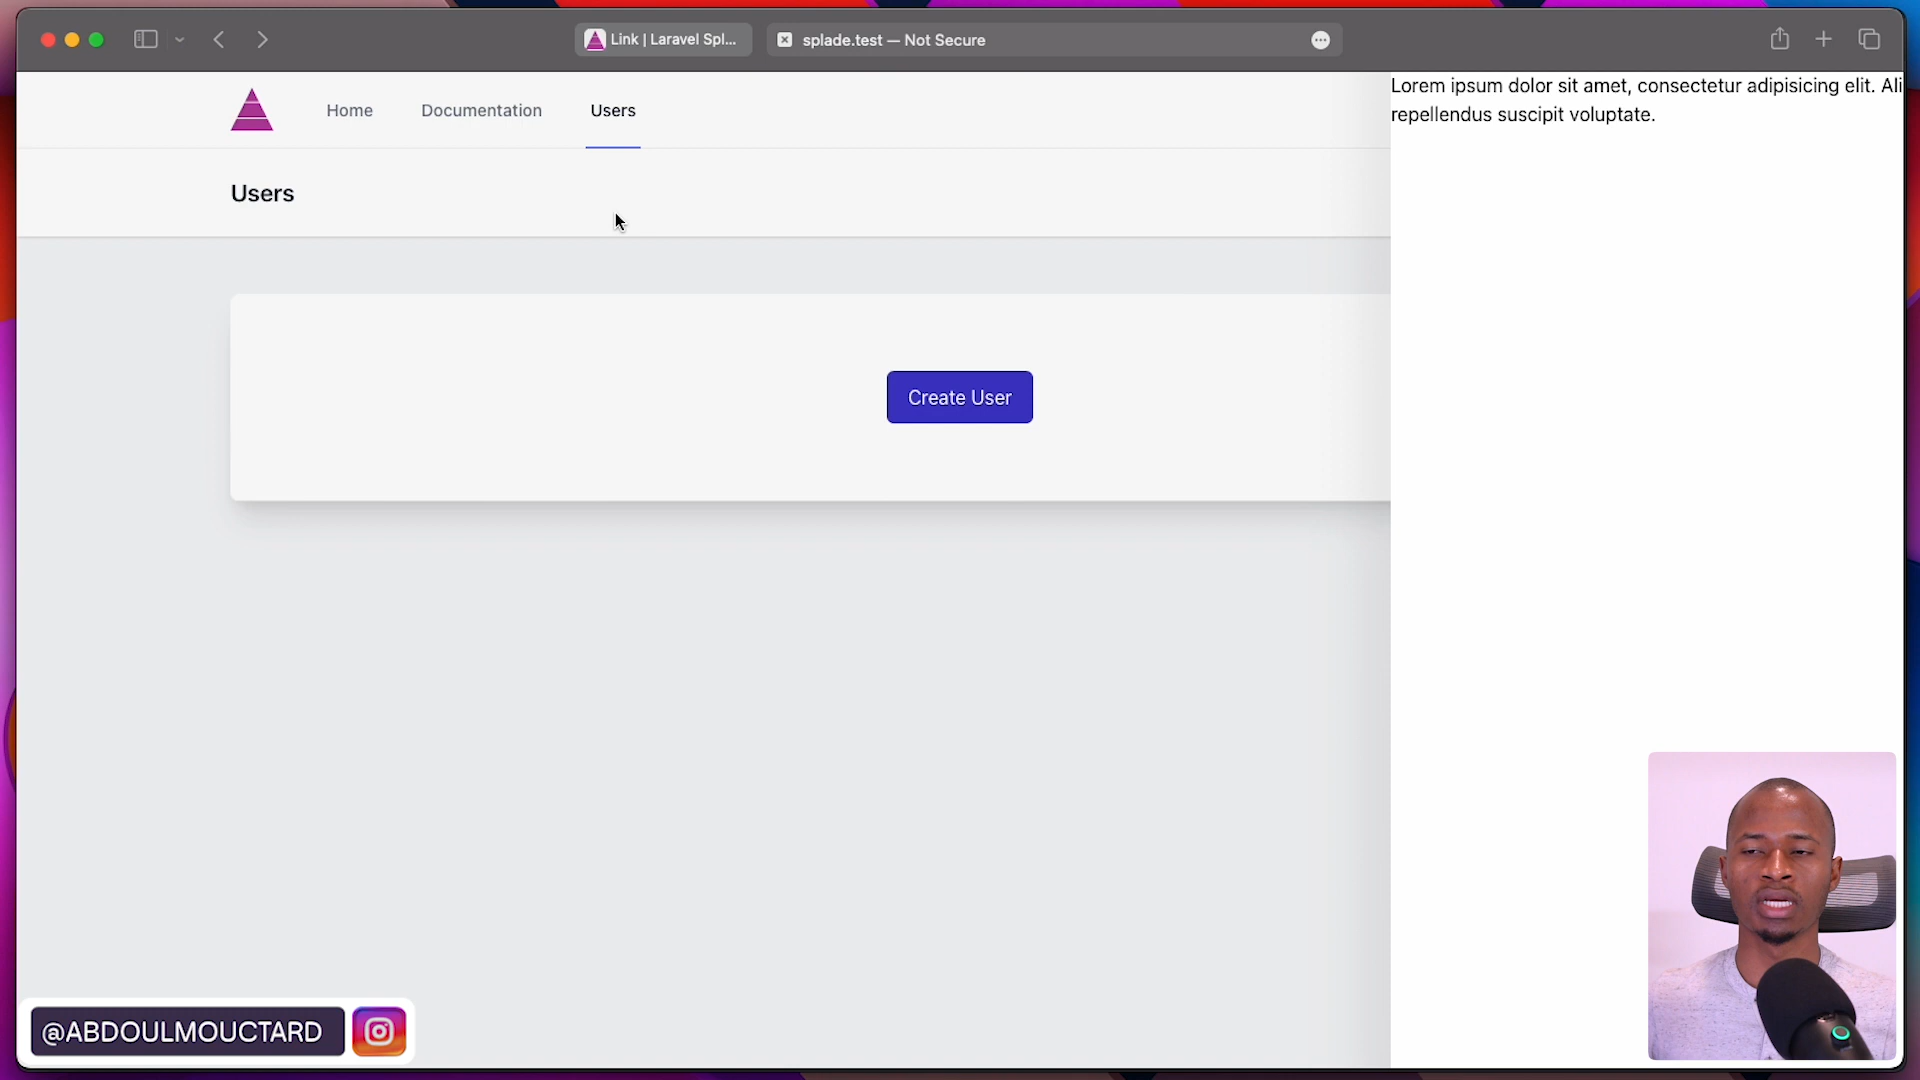 Link | Laravel Spl...
splade.test — Not Secure
Home
Documentation
Users
Lorem ipsum dolor sit amet, consectetur adipisicing elit. Ali
repellendus suscipit voluptate.
Users
Create User
@ABDOULMOUCTARD